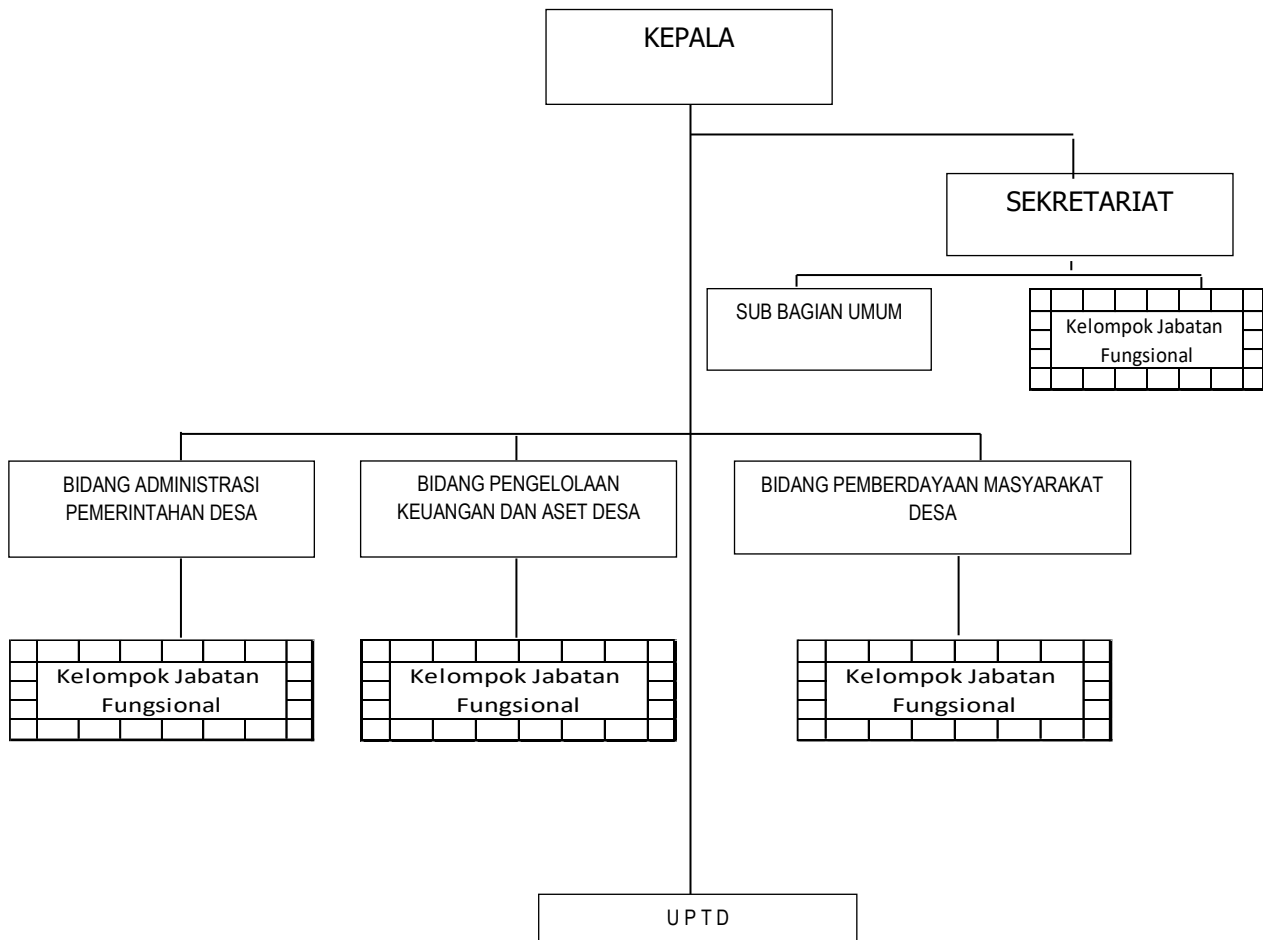 KEPALA
SEKRETARIAT
SUB BAGIAN UMUM
Kelompok Jabatan
Fungsional
BIDANG ADMINISTRASI
PEMERINTAHAN DESA
BIDANG PENGELOLAAN
KEUANGAN DAN ASET DESA
BIDANG PEMBERDAYAAN MASYARAKAT
DESA
Kelompok Jabatan
Fungsional
Kelompok Jabatan
Fungsional
Kelompok Jabatan
Fungsional
U P T D